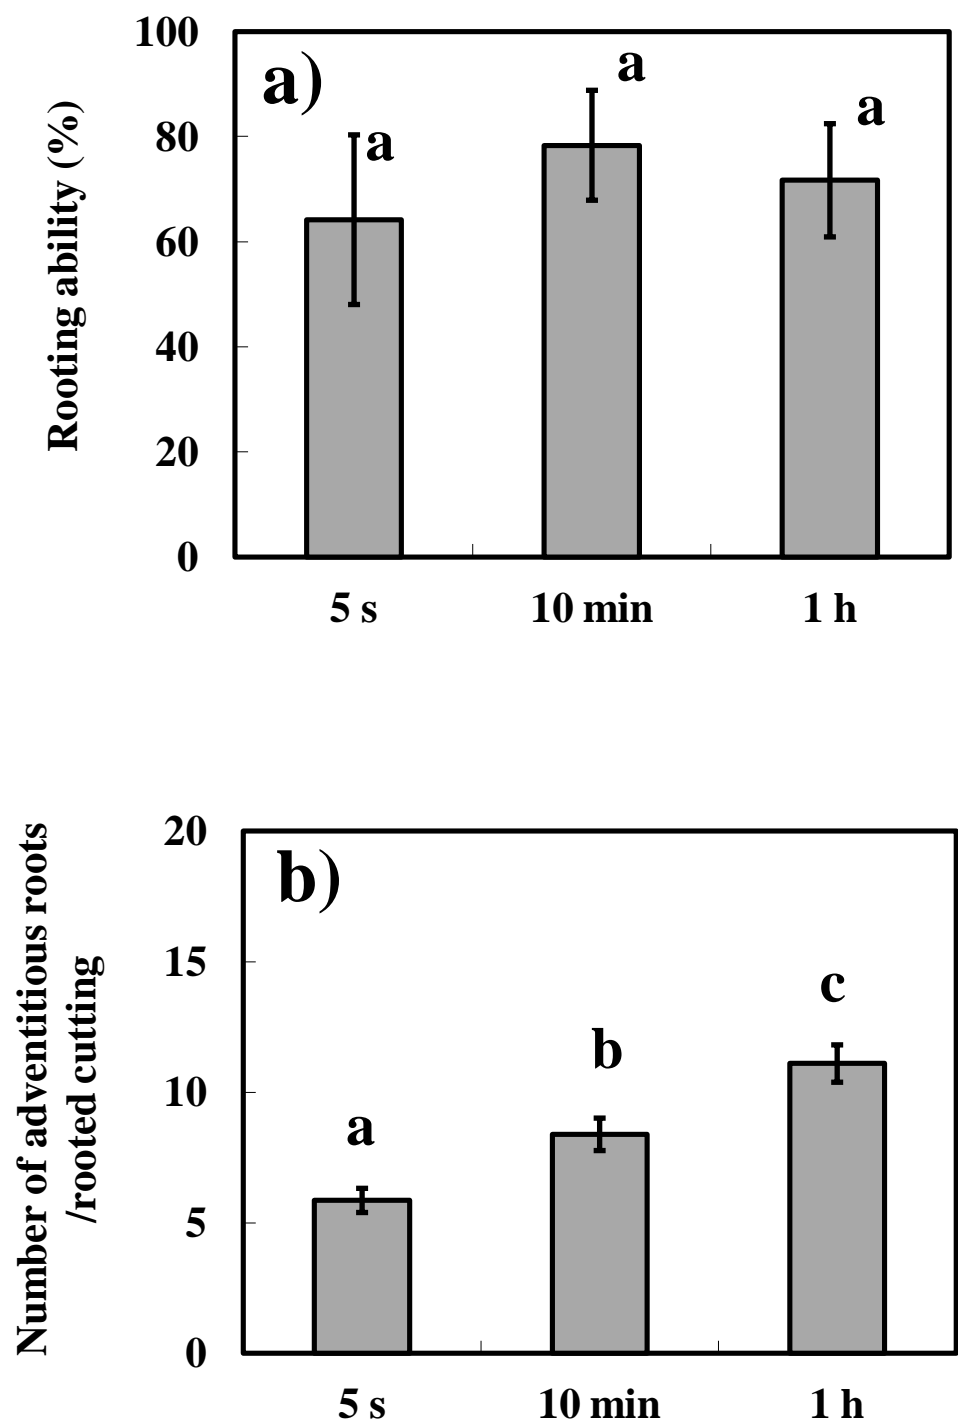 Rooting ability (%)
100
80
60
40
20
0
a)
a
a
a
5 s
10 min
1 h
Number of adventitious roots
/rooted cutting
20
15
10
5
0
b)
a
b
c
5 s
10 min
1 h